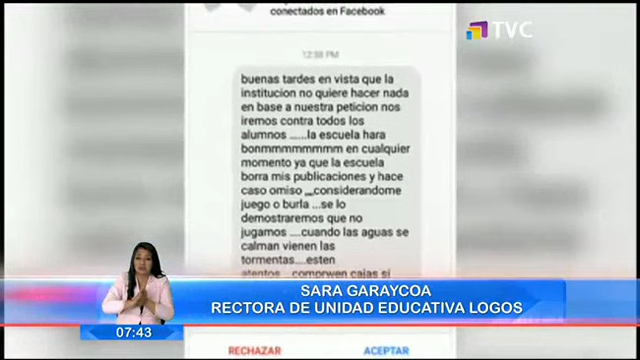 conectados en Facebook
TVC
12:58 PM
buenas tardes en vista que la
institucion no quiere hacer nada
en base a nuestra peticion nos
iremos contra todos los
alumnos ......la escuela hara
bonmmmmmmmm en cualquier
momento ya que la escuela
borra mis publicaciones y hace
caso omiso ,,,,considerandome
juego o burla ...se lo
demostraremos que no
jugamos ....cuando las aguas se
calman vienen las
tormentas....esten
atentos ...comprwen cajas si
SARA GARAYCOA
RECTORA DE UNIDAD EDUCATIVA LOGOS
07:43
RECHAZAR
ACEPTAR